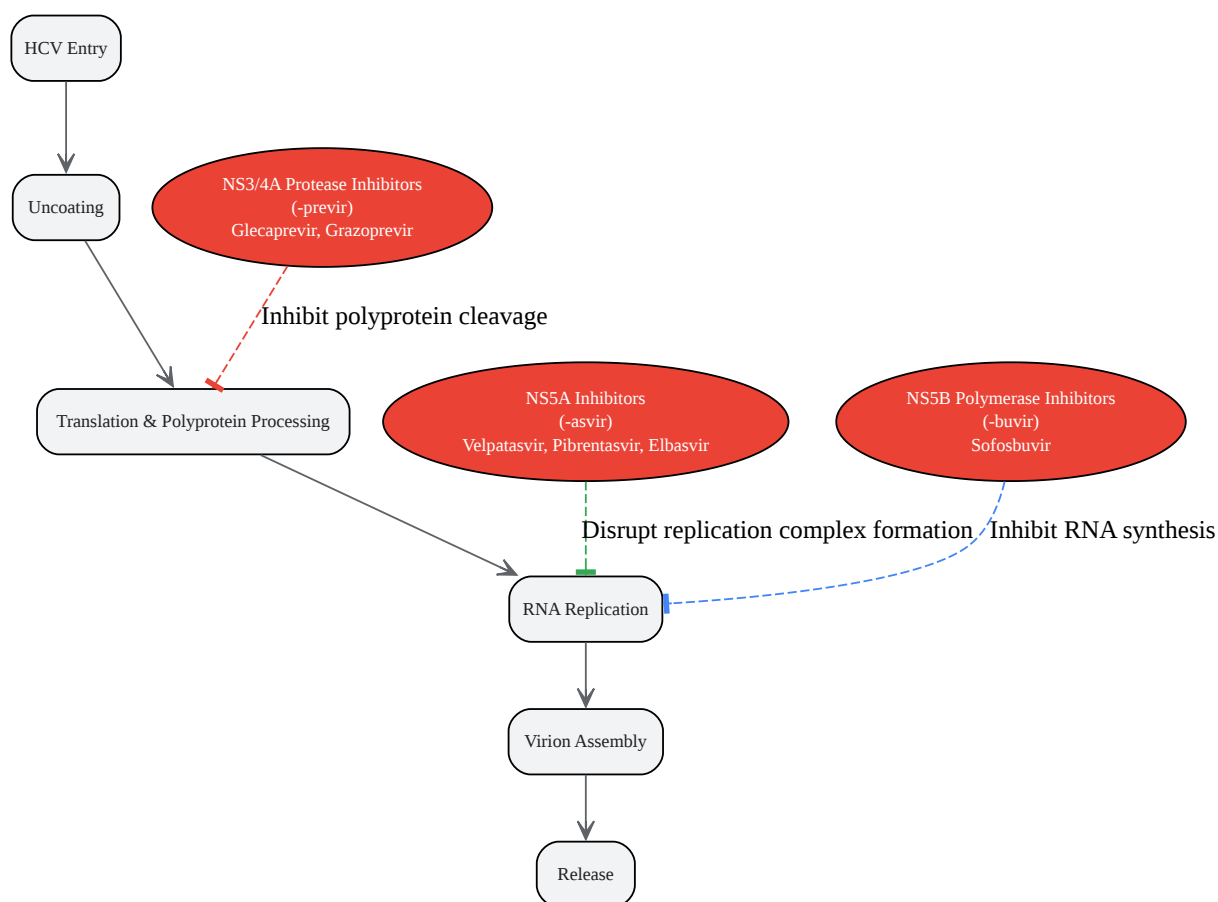 HCV Entry
Uncoating
NS3/4A Protease Inhibitors
(-previr)
Glecaprevir, Grazoprevir
Inhibit polyprotein cleavage
Translation & Polyprotein Processing
NS5A Inhibitors
(-asvir)
Velpatasvir, Pibrentasvir, Elbasvir
NS5B Polymerase Inhibitors
(-buvir)
Sofosbuvir
Disrupt replication complex formation
Inhibit RNA synthesis
RNA Replication
Virion Assembly
Release